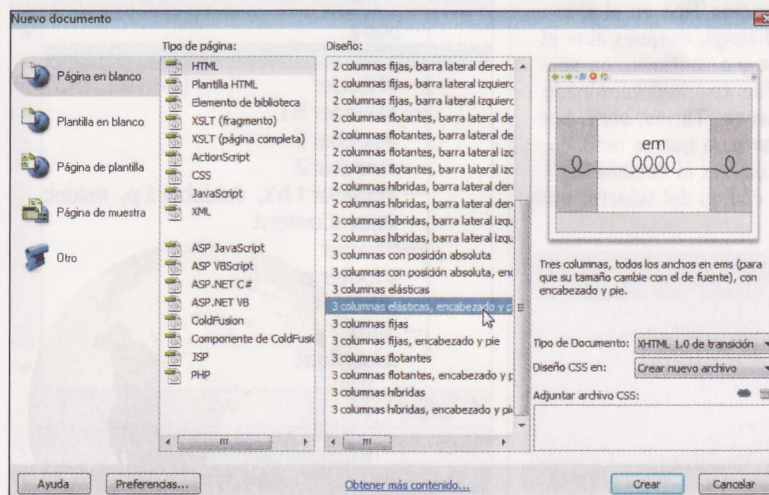 Nuevo documento
Página en blanco
Plantilla en blanco
Página de plantilla
Página de muestra
Otro
Tipo de página:
HTML
Plantilla HTML
Elemento de biblioteca
XSLT (fragmento)
XSLT (página completa)
ActionScript
CSS
JavaScript
XML
ASP JavaScript
ASP VBScript
ASP.NET C#
ASP.NET VB
ColdFusion
Componente de ColdFusic
JSP
PHP
Diseño:
2 columnas fijas, barra lateral derech
2 columnas fijas, barra lateral izquierd
2 columnas fijas, barra lateral izquierd
2 columnas flotantes, barra lateral de
2 columnas flotantes, barra lateral de
2 columnas flotantes, barra lateral izq
2 columnas flotantes, barra lateral izq
2 columnas híbridas, barra lateral dere
2 columnas híbridas, barra lateral dere
2 columnas híbridas, barra lateral izqu
2 columnas híbridas, barra lateral izqu
3 columnas con posición absoluta
3 columnas con posición absoluta, enc
3 columnas elásticas
3 columnas elásticas, encabezado y p
3 columnas fijas
3 columnas fijas, encabezado y pie
3 columnas flotantes
3 columnas flotantes, encabezado y p
3 columnas híbridas
3 columnas híbridas, encabezado y pie
em
Tres columnas, todos los anchos en ems (para
que su tamaño cambie con el de fuente), con
encabezado y pie.
Tipo de Documento: XHTML 1.0 de transición
Diseño CSS en: Crear nuevo archivo
Adjuntar archivo CSS:
Ayuda
Preferencias...
Obtener más contenido...
Crear
Cancelar